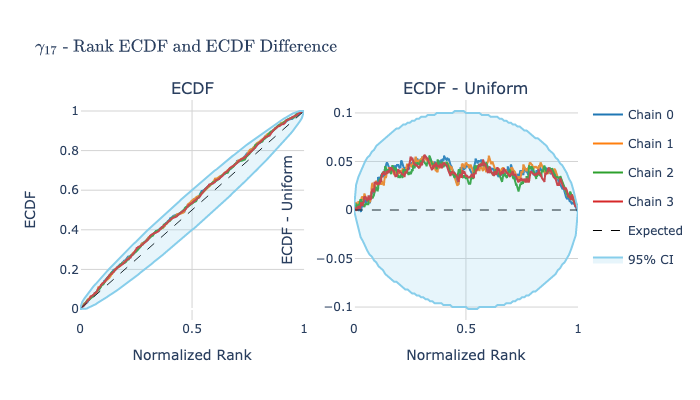 γ₁₇ - Rank ECDF and ECDF Difference
ECDF
ECDF
1
0.8
0.6
0.4
0.2
0
0
0.5
1
Normalized Rank
ECDF - Uniform
ECDF - Uniform
0.1
0.05
0
−0.05
−0.1
0
0.5
1
Normalized Rank
Chain 0
Chain 1
Chain 2
Chain 3
Expected
95% CI